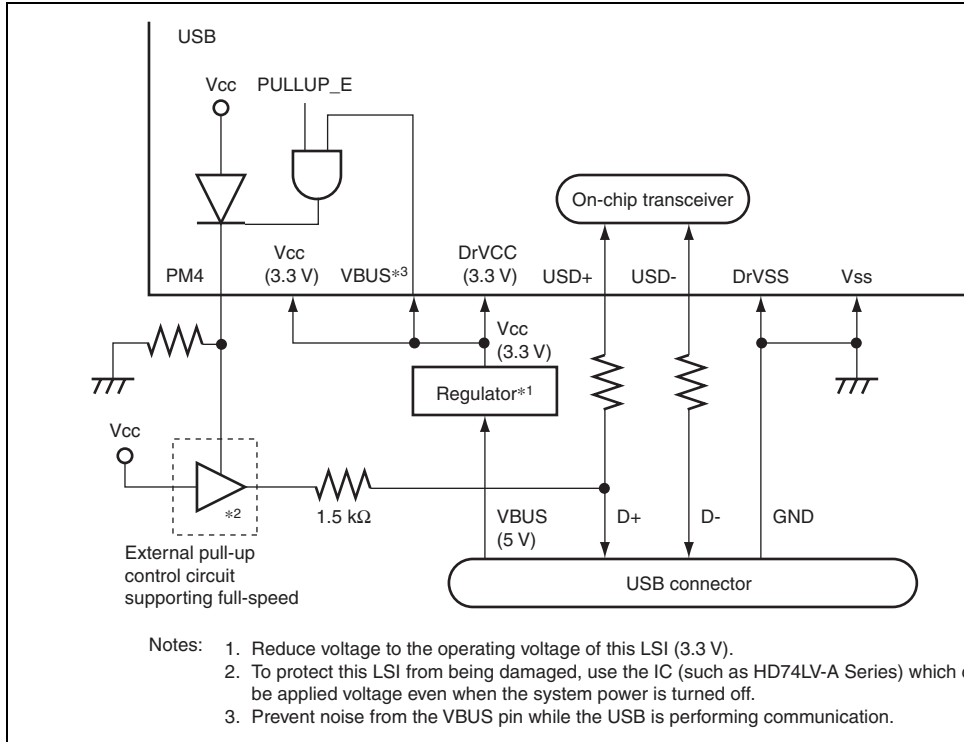 USB
Vcc
PULLUP_E
On-chip transceiver
PM4
Vcc
(3.3 V)
VBUS*3
DrVCC
(3.3 V)
USD+
USD-
DrVSS
Vss
Vcc
(3.3 V)
Regulator*1
Vcc
*2
1.5 kΩ
VBUS
(5 V)
D+
D-
GND
External pull-up
control circuit
supporting full-speed
USB connector
Notes: 1. Reduce voltage to the operating voltage of this LSI (3.3 V).
2. To protect this LSI from being damaged, use the IC (such as HD74LV-A Series) which
be applied voltage even when the system power is turned off.
3. Prevent noise from the VBUS pin while the USB is performing communication.